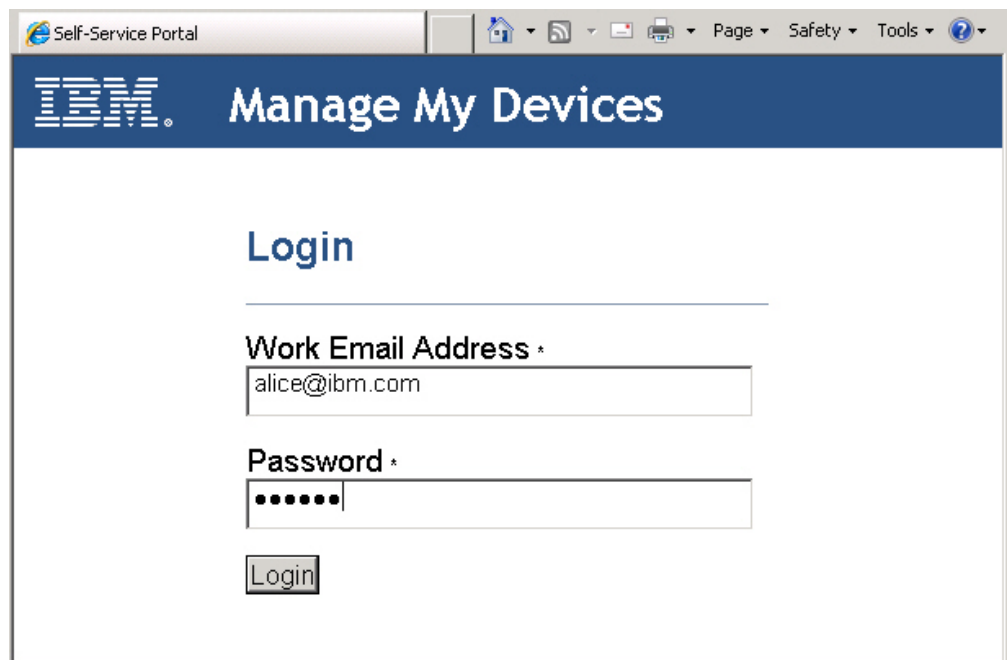 Self-Service Portal
Page Safety Tools
IBM. Manage My Devices
Login
Work Email Address *
alice@ibm.com
Password *
••••••
Login